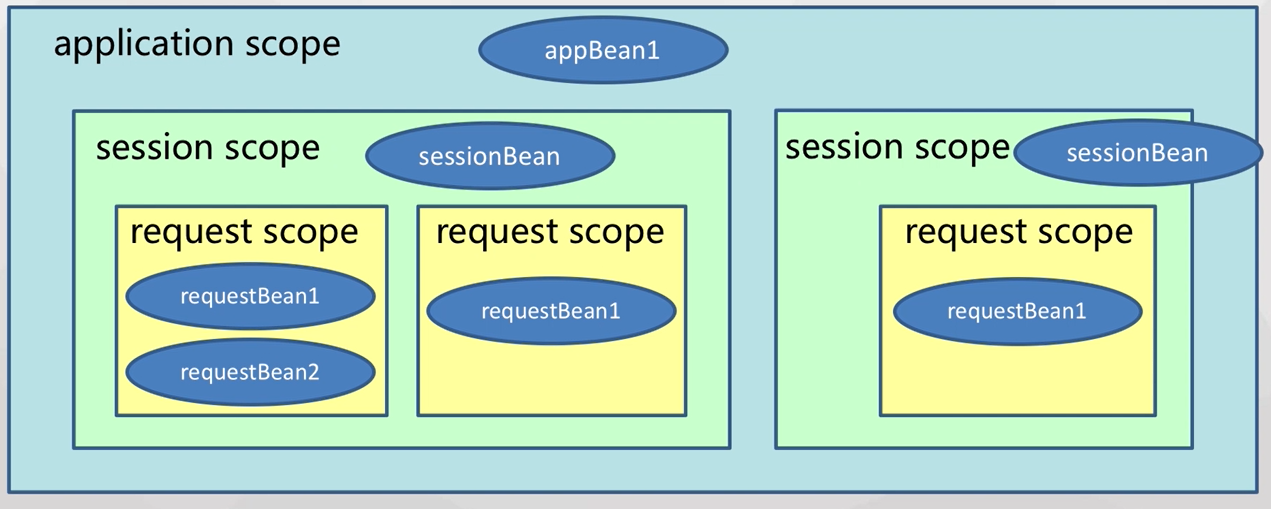 application scope
appBean1
session scope
sessionBean
request scope
requestBean1
requestBean2
request scope
requestBean1
session scope
sessionBean
request scope
requestBean1